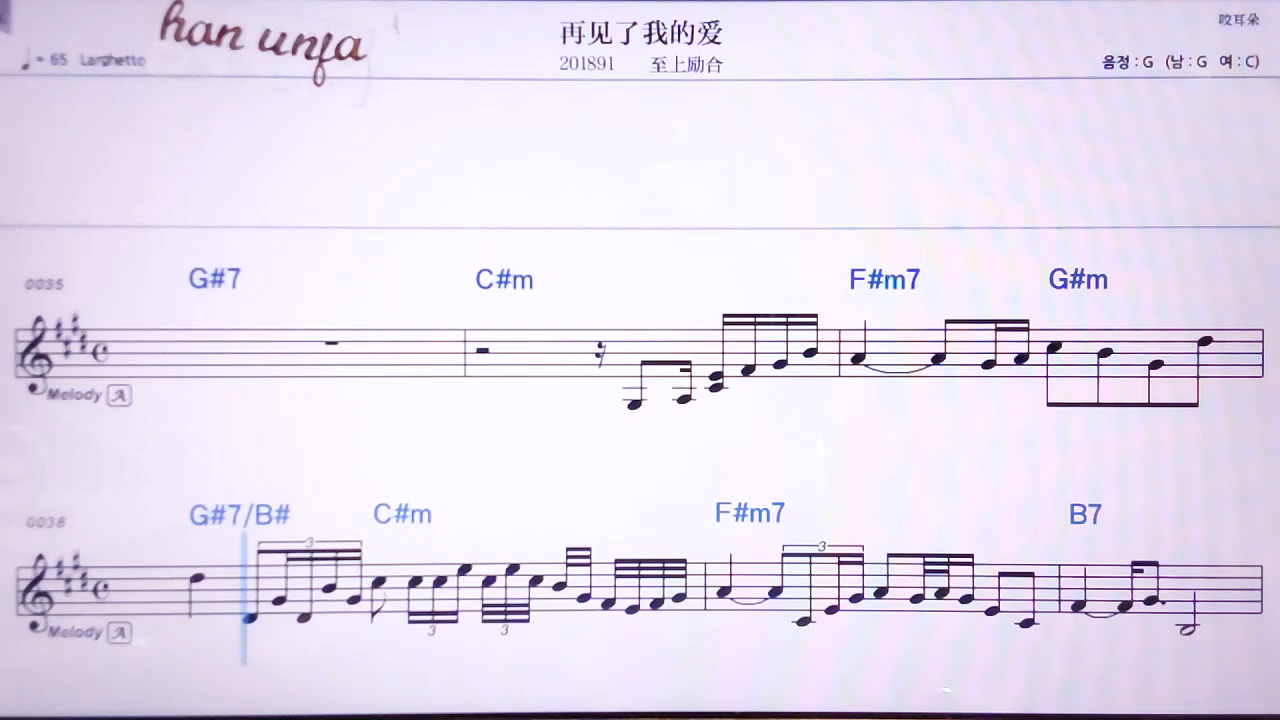 han unja
再见了我的爱
咬耳朵
♩= 65 Larghetto
201891 至上励合
음정 : G (남 : G 여 : C)
0035
G#7 C#m F#m7 G#m
Melody A
0038
G#7/B# C#m F#m7 B7
3 3
3 3
Melody A